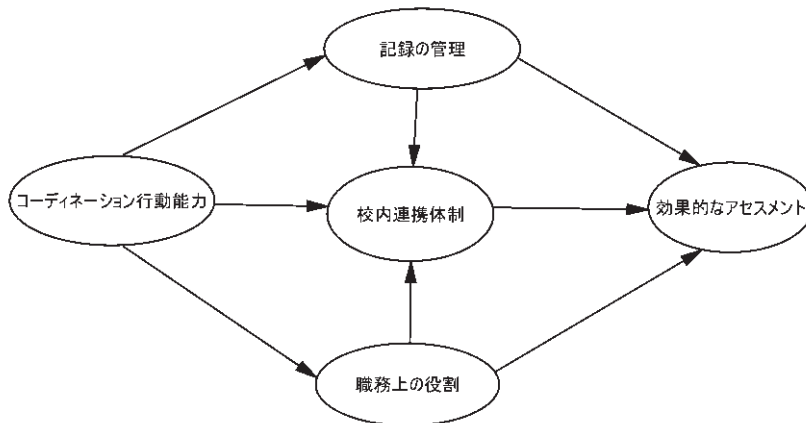 記録の管理
コーディネーション行動能力
校内連携体制
効果的なアセスメント
職務上の役割